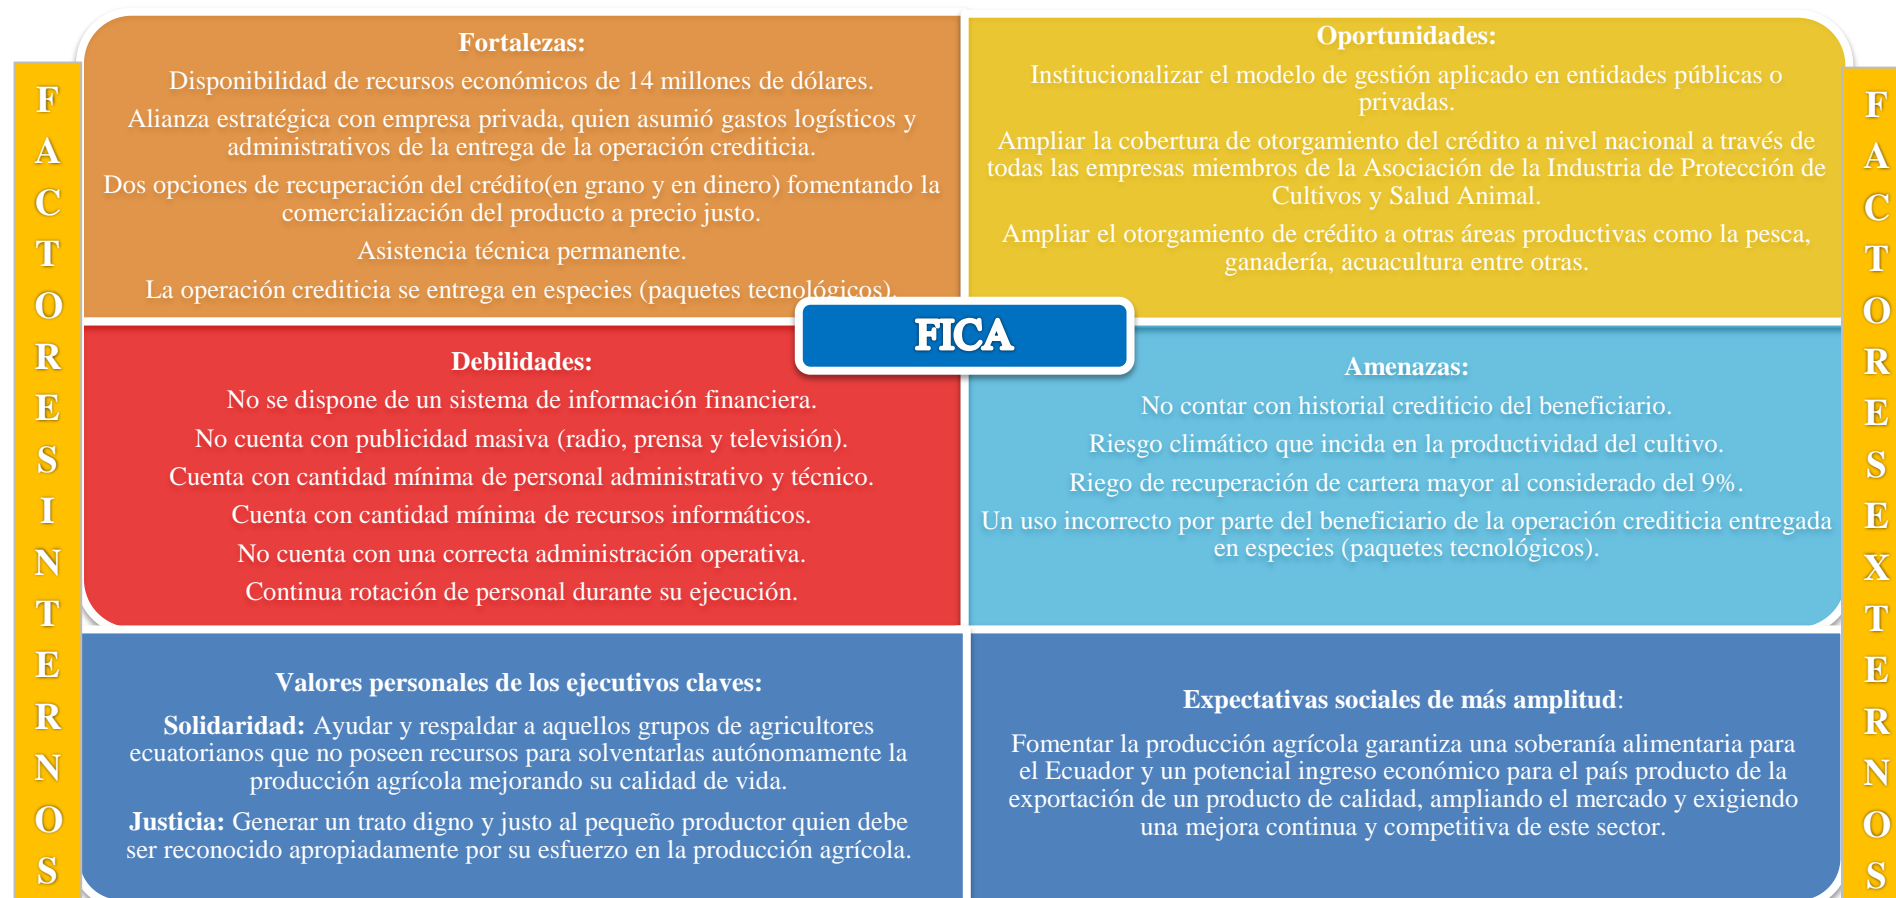 FACTORES INTERNOS
Fortalezas:
Disponibilidad de recursos económicos de 14 millones de dólares.
Alianza estratégica con empresa privada, quien asumió gastos logísticos y
administrativos de la entrega de la operación crediticia.
Dos opciones de recuperación del crédito(en grano y en dinero) fomentando la
comercialización del producto a precio justo.
Asistencia técnica permanente.
La operación crediticia se entrega en especies (paquetes tecnológicos).
Oportunidades:
Institucionalizar el modelo de gestión aplicado en entidades públicas o
privadas.
Ampliar la cobertura de otorgamiento del crédito a nivel nacional a través de
todas las empresas miembros de la Asociación de la Industria de Protección de
Cultivos y Salud Animal.
Ampliar el otorgamiento de crédito a otras áreas productivas como la pesca,
ganadería, acuacultura entre otras.
FICA
Debilidades:
No se dispone de un sistema de información financiera.
No cuenta con publicidad masiva (radio, prensa y televisión).
Cuenta con cantidad mínima de personal administrativo y técnico.
Cuenta con cantidad mínima de recursos informáticos.
No cuenta con una correcta administración operativa.
Continua rotación de personal durante su ejecución.
Amenazas:
No contar con historial crediticio del beneficiario.
Riesgo climático que incida en la productividad del cultivo.
Riego de recuperación de cartera mayor al considerado del 9%.
Un uso incorrecto por parte del beneficiario de la operación crediticia entregada
en especies (paquetes tecnológicos).
Valores personales de los ejecutivos claves:
Solidaridad: Ayudar y respaldar a aquellos grupos de agricultores
ecuatorianos que no poseen recursos para solventarlas autónomamente la
producción agrícola mejorando su calidad de vida.
Justicia: Generar un trato digno y justo al pequeño productor quien debe
ser reconocido apropiadamente por su esfuerzo en la producción agrícola.
Expectativas sociales de más amplitud:
Fomentar la producción agrícola garantiza una soberanía alimentaria para
el Ecuador y un potencial ingreso económico para el país producto de la
exportación de un producto de calidad, ampliando el mercado y exigiendo
una mejora continua y competitiva de este sector.
FACTORES EXTERNOS